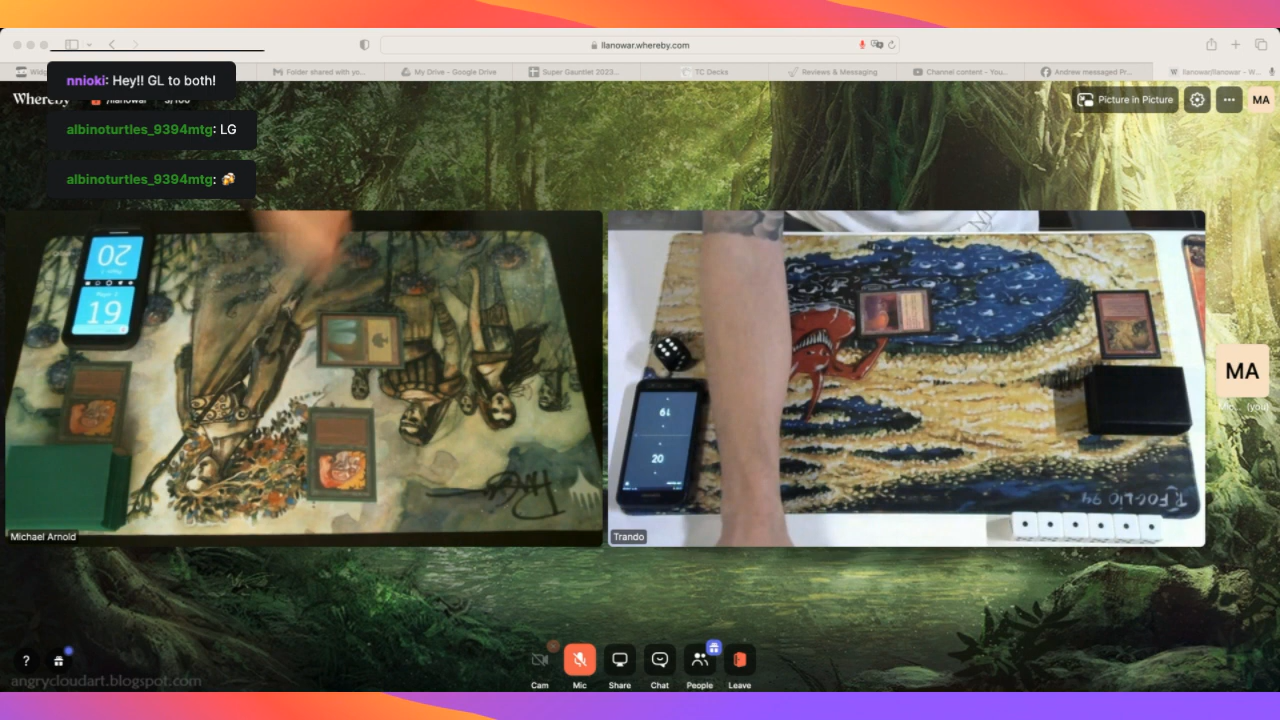 llanowar.whereby.com
Folder shared with yo...
My Drive - Google Drive
Super Gauntlet 2023...
TC Decks
Reviews & Messaging
Channel content - You...
Andrew messaged Pr...
llanowar/llanowar - W...
nnioki: Hey!! GL to both!
Whereby
Picture in Picture
MA
albinoturtles_9394mtg: LG
albinoturtles_9394mtg: 🍻
20
19
20
MA
(you)
Michael Arnold
Trando
?
Cam
Mic
Share
Chat
People
Leave
angrycloudart.blogspot.com